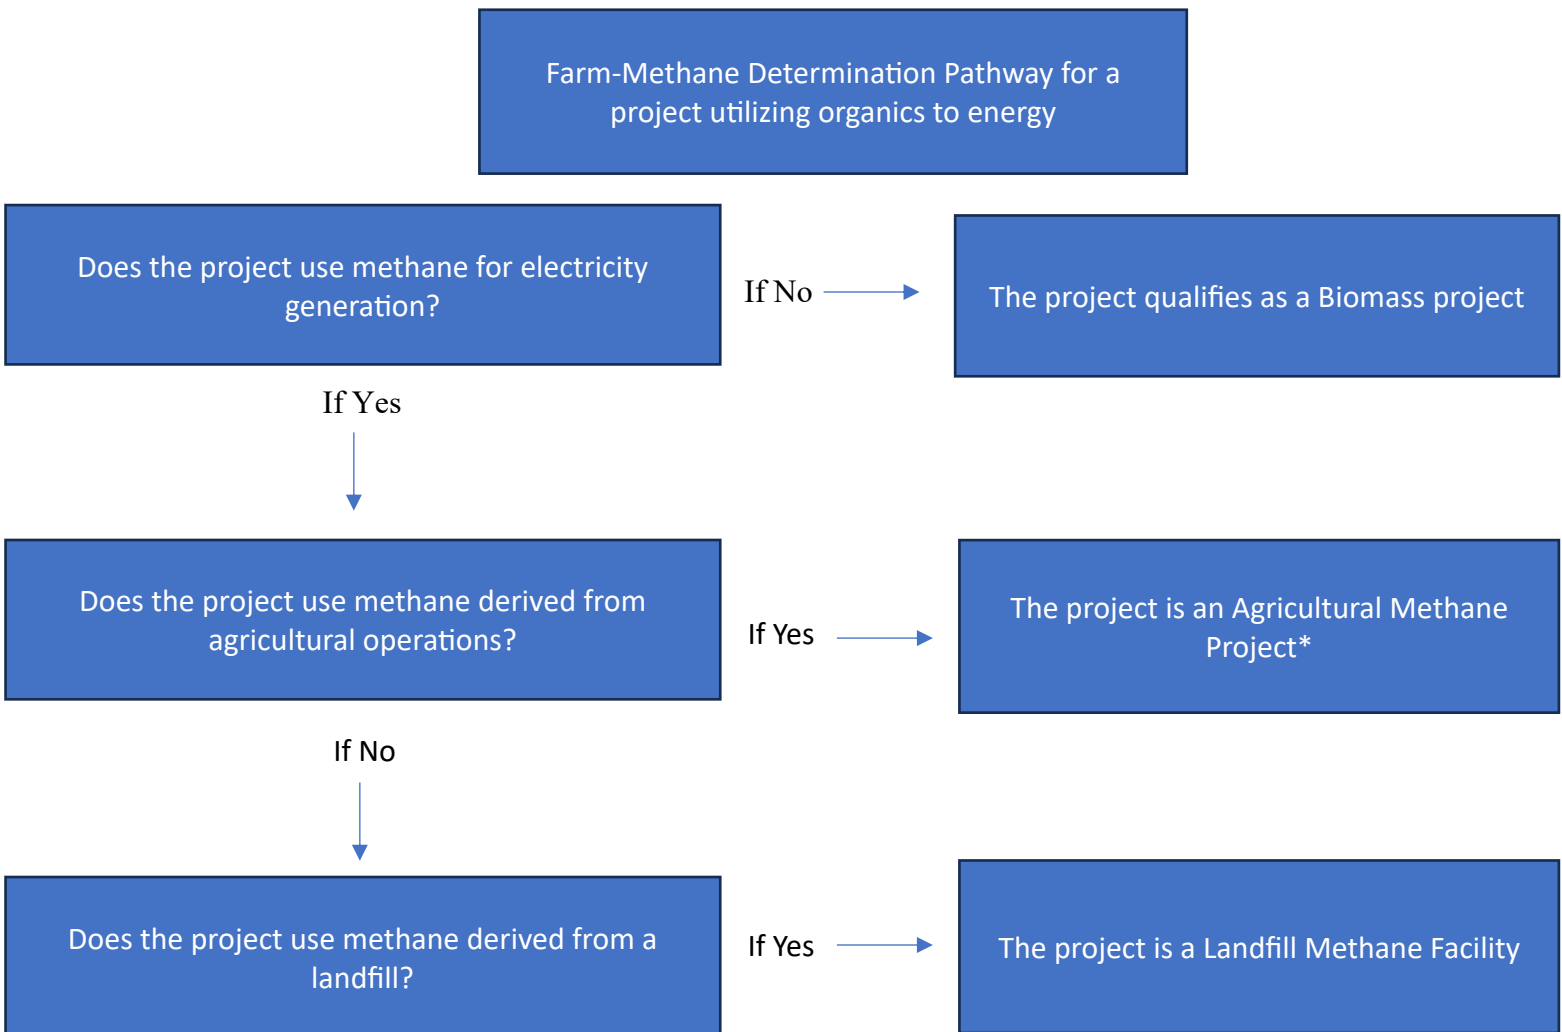 Farm-Methane Determination Pathway for a
project utilizing organics to energy
Does the project use methane for electricity
generation?
If No
The project qualifies as a Biomass project
If Yes
Does the project use methane derived from
agricultural operations?
If Yes
The project is an Agricultural Methane
Project*
If No
Does the project use methane derived from a
landfill?
If Yes
The project is a Landfill Methane Facility